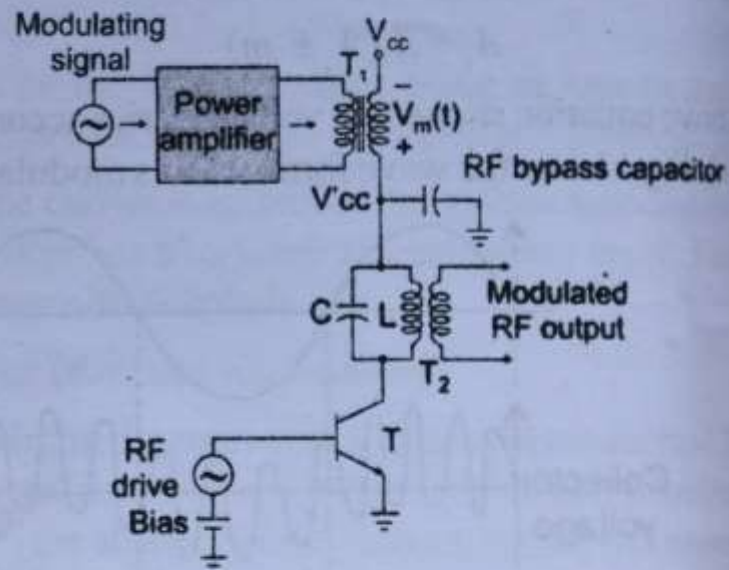 Modulating
signal
Power
amplifier
T₁
Vcc
−
Vm(t)
+
RF bypass capacitor
V'cc
C
L
Modulated
RF output
T₂
T
RF
drive
Bias